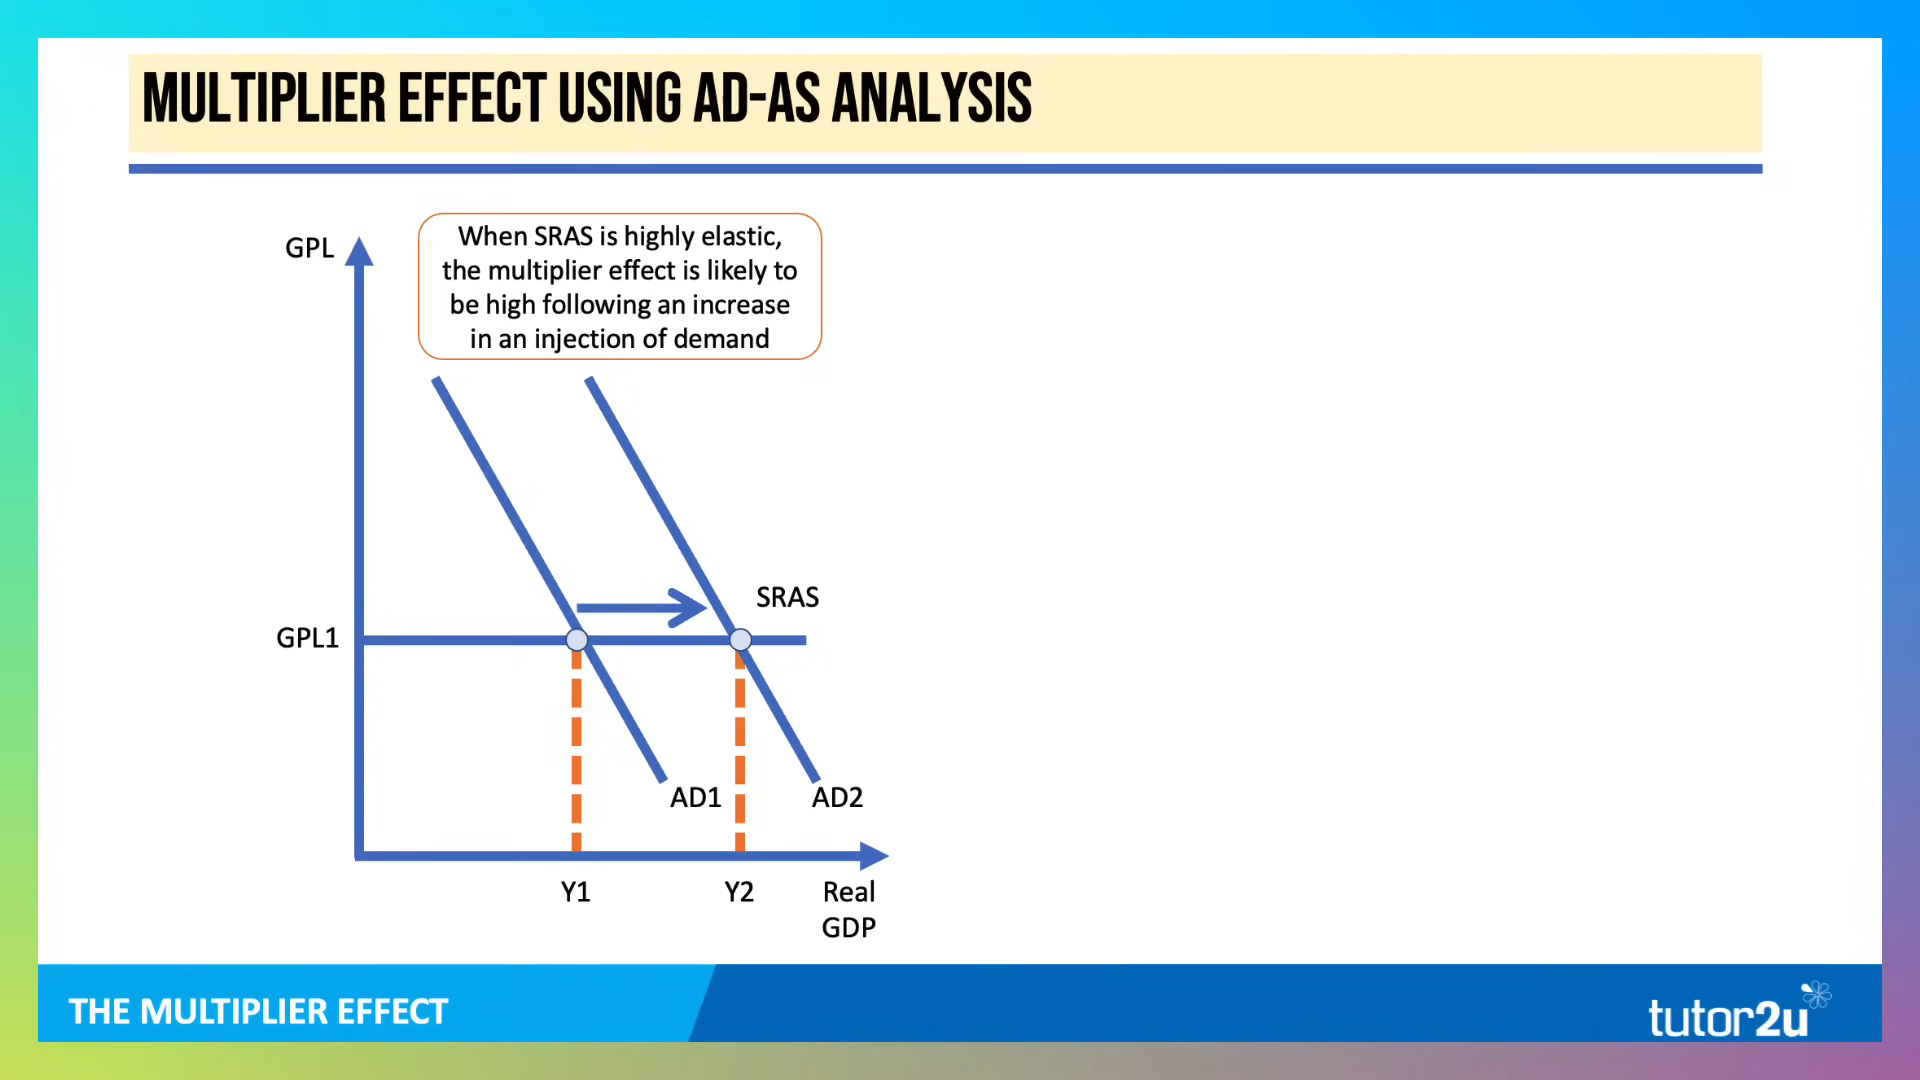 MULTIPLIER EFFECT USING AD-AS ANALYSIS
When SRAS is highly elastic,
the multiplier effect is likely to
be high following an increase
in an injection of demand
GPL
SRAS
GPL1
AD1
AD2
Y1
Y2
Real
GDP
THE MULTIPLIER EFFECT
tutor2u